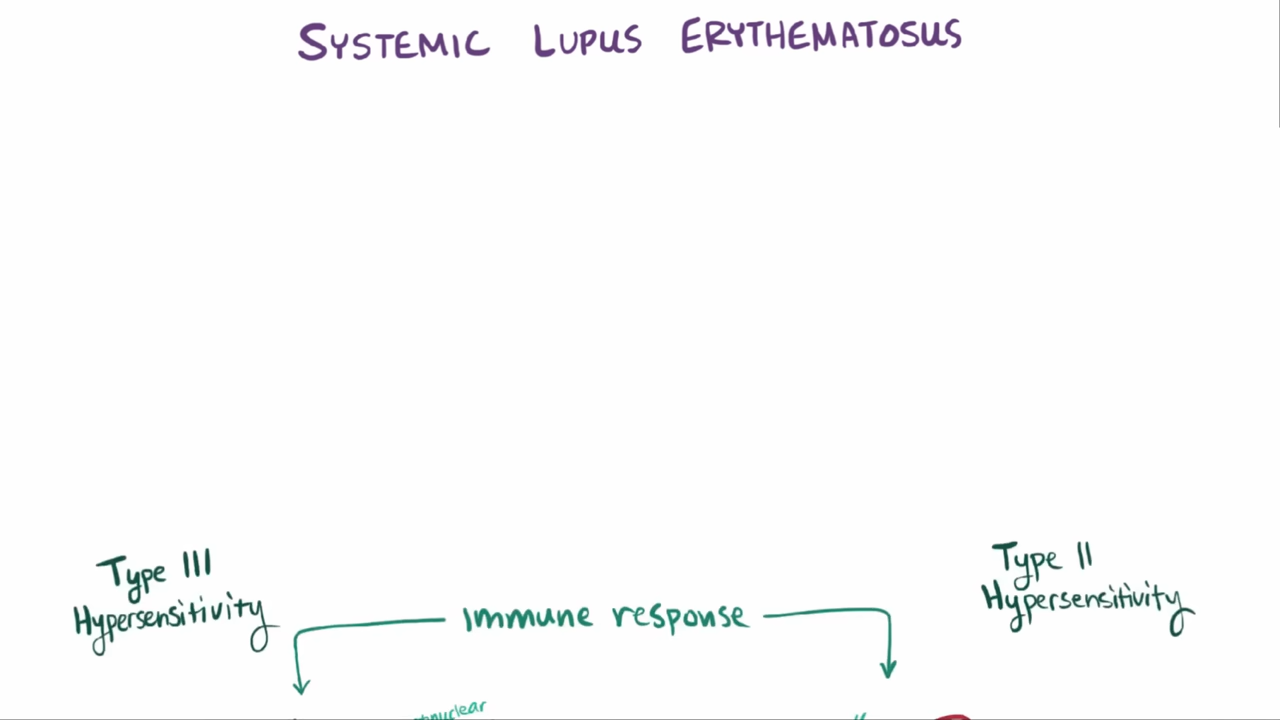 SYSTEMIC LUPUS ERYTHEMATOSUS
Type III
Hypersensitivity
Immune response
Type II
Hypersensitivity